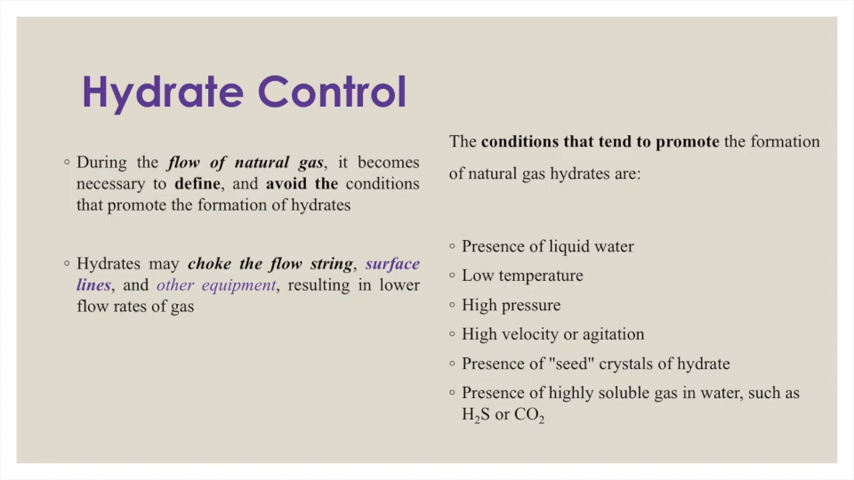 Hydrate Control
◦ During the flow of natural gas, it becomes
necessary to define, and avoid the conditions
that promote the formation of hydrates
◦ Hydrates may choke the flow string, surface
lines, and other equipment, resulting in lower
flow rates of gas
The conditions that tend to promote the formation
of natural gas hydrates are:
◦ Presence of liquid water
◦ Low temperature
◦ High pressure
◦ High velocity or agitation
◦ Presence of "seed" crystals of hydrate
◦ Presence of highly soluble gas in water, such as
H₂S or CO₂